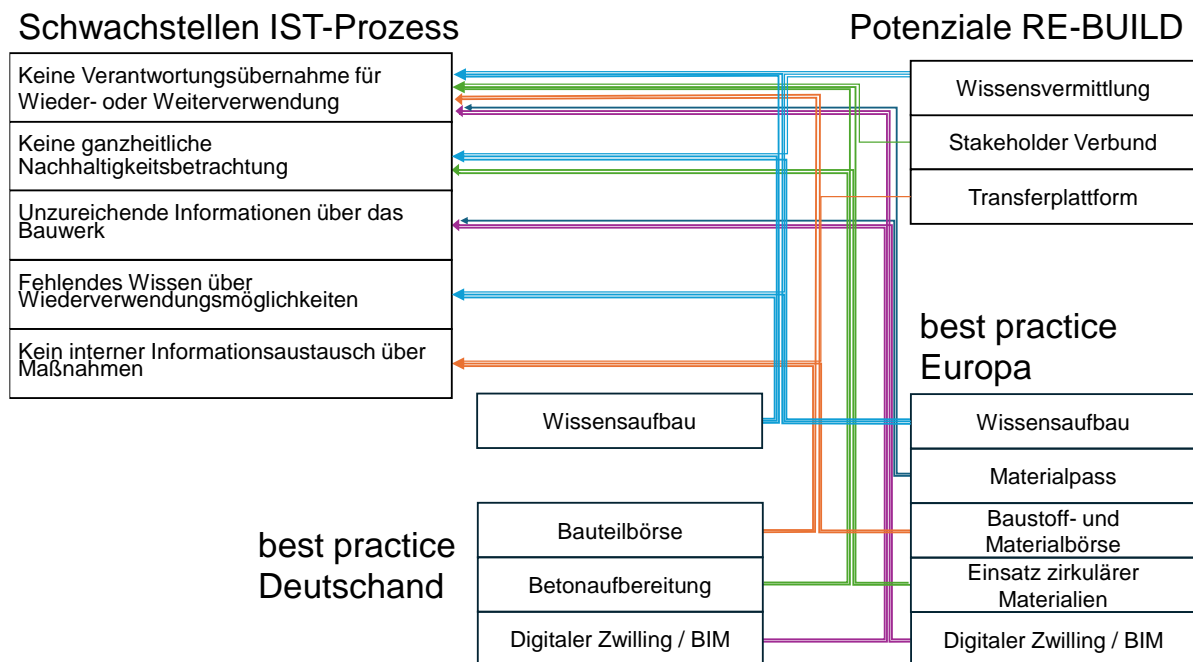 Schwachstellen IST-Prozess
Keine Verantwortungsübernahme für
Wieder- oder Weiterverwendung
Keine ganzheitliche
Nachhaltigkeitsbetrachtung
Unzureichende Informationen über das
Bauwerk
Fehlendes Wissen über
Wiederverwendungsmöglichkeiten
Kein interner Informationsaustausch über
Maßnahmen
Potenziale RE-BUILD
Wissensvermittlung
Stakeholder Verbund
Transferplattform
best practice
Deutschand
Wissensaufbau
Bauteilbörse
Betonaufbereitung
Digitaler Zwilling / BIM
best practice
Europa
Wissensaufbau
Materialpass
Baustoff- und
Materialbörse
Einsatz zirkulärer
Materialien
Digitaler Zwilling / BIM